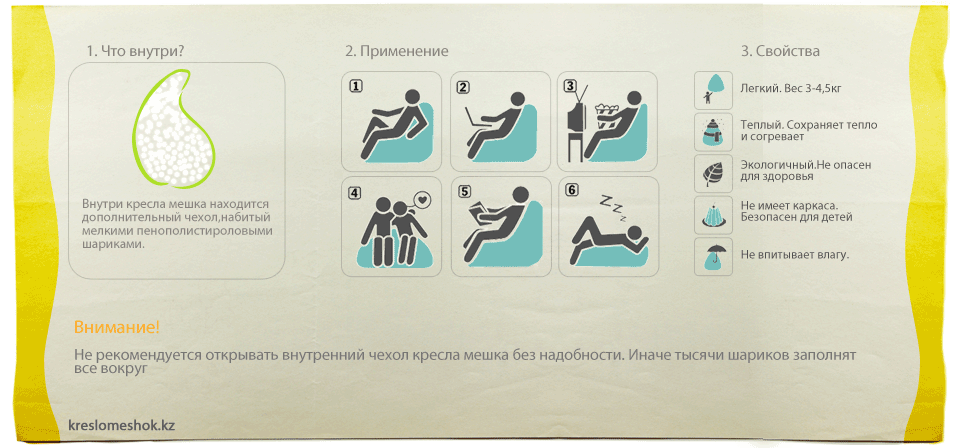 1. Что внутри?
Внутри кресла мешка находится
дополнительный чехол,набитый
мелкими пенополистироловыми
шариками.
2. Применение
1
2
3
4
5
6
Z Z Z Z
3. Свойства
Легкий. Вес 3-4,5кг
Теплый. Сохраняет тепло
и согревает
Экологичный.Не опасен
для здоровья
Не имеет каркаса.
Безопасен для детей
Не впитывает влагу.
Внимание!
Не рекомендуется открывать внутренний чехол кресла мешка без надобности. Иначе тысячи шариков заполнят
все вокруг
kreslomeshok.kz